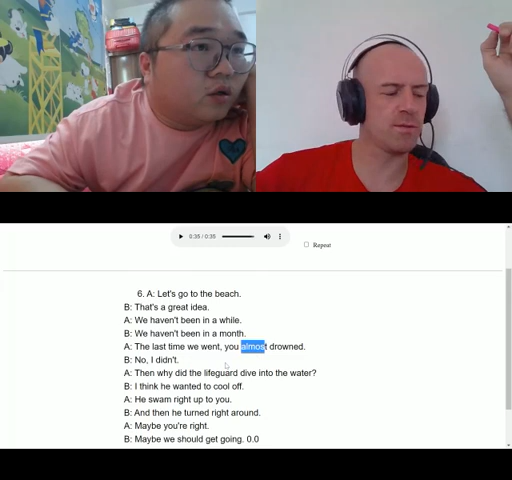 0:35 / 0:35
Repeat
6. A: Let's go to the beach.
B: That's a great idea.
A: We haven't been in a while.
B: We haven't been in a month.
A: The last time we went, you almost drowned.
B: No, I didn't.
A: Then why did the lifeguard dive into the water?
B: I think he wanted to cool off.
A: He swam right up to you.
B: And then he turned right around.
A: Maybe you're right.
B: Maybe we should get going. 0.0